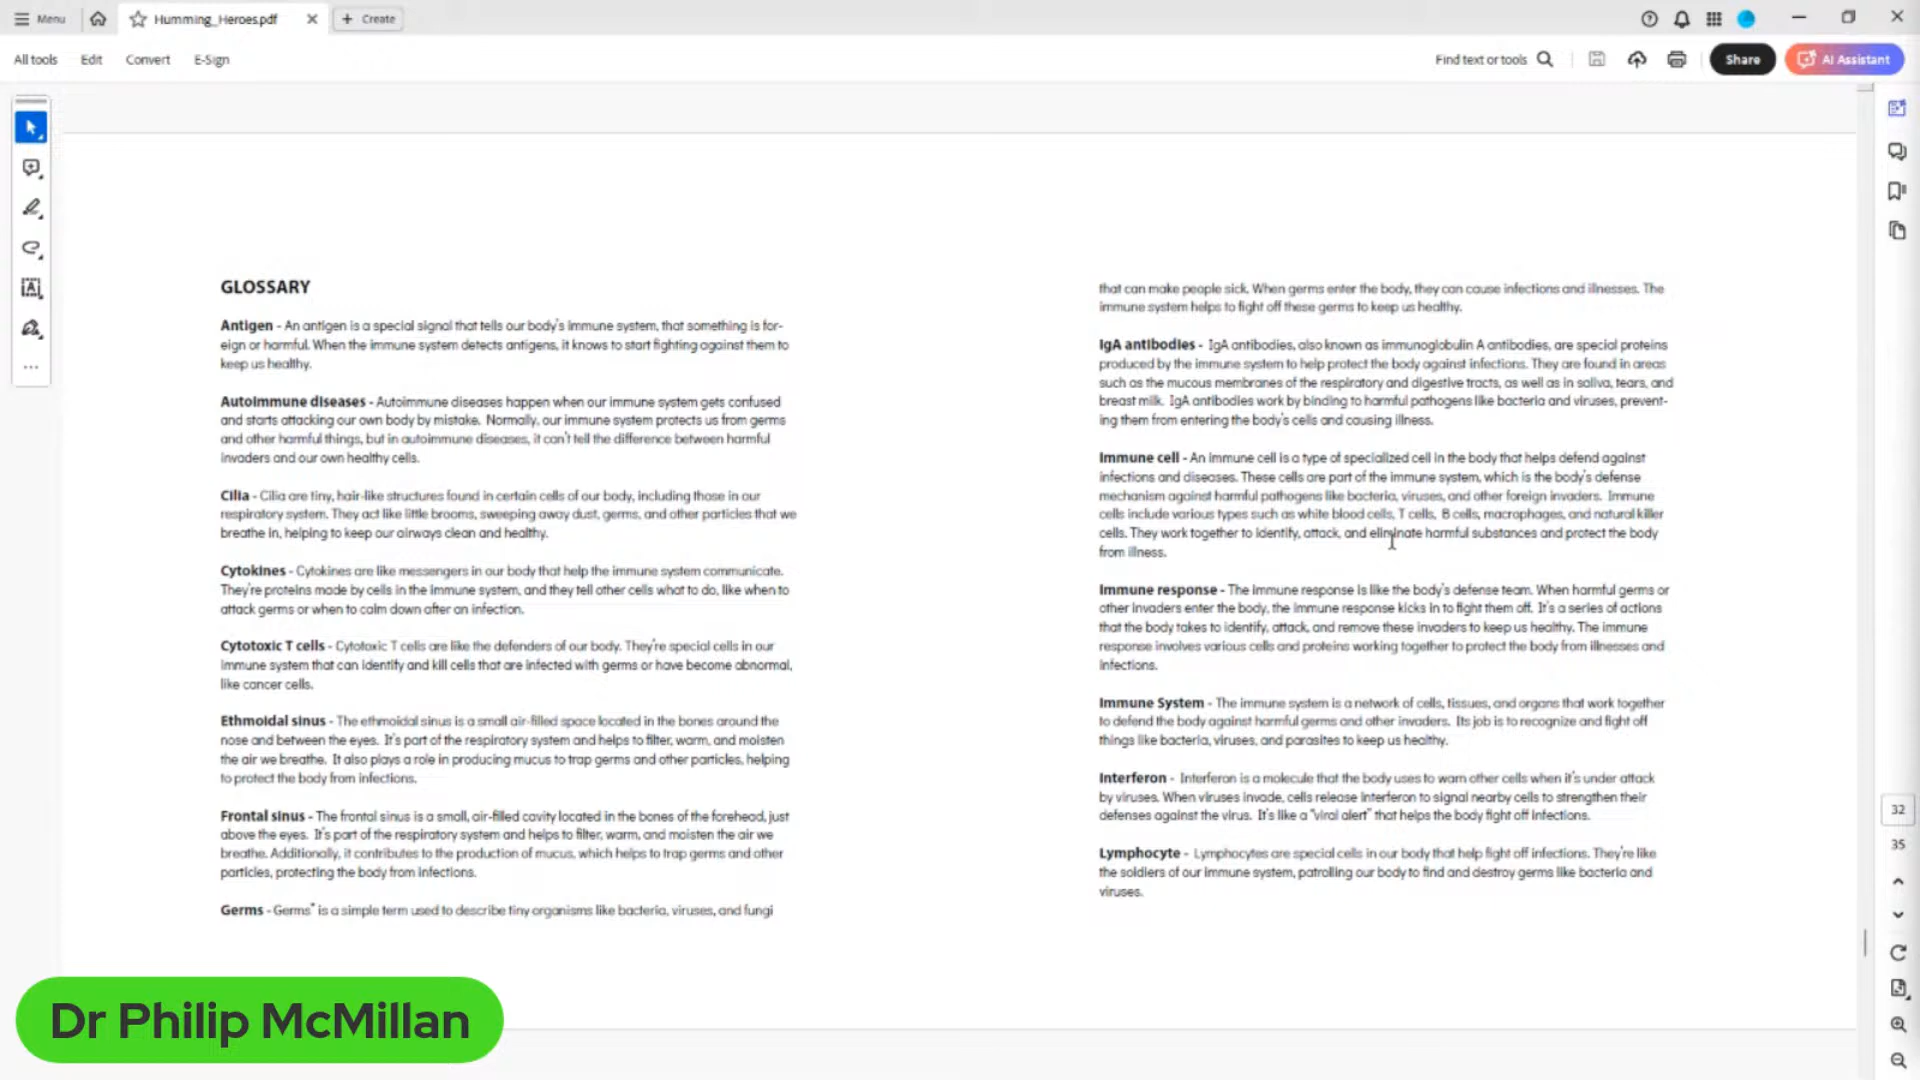 Menu
Humming_Heroes.pdf
Create
All tools
Edit
Convert
E-Sign
Find text or tools
Share
AI Assistant
GLOSSARY
Antigen - An antigen is a special signal that tells our body's immune system, that something is for-
eign or harmful. When the immune system detects antigens, it knows to start fighting against them to
keep us healthy.
Autoimmune diseases - Autoimmune diseases happen when our immune system gets confused
and starts attacking our own body by mistake. Normally, our immune system protects us from germs
and other harmful things, but in autoimmune diseases, it can't tell the difference between harmful
invaders and our own healthy cells.
Cilia - Cilia are tiny, hair-like structures found in certain cells of our body, including those in our
respiratory system. They act like little brooms, sweeping away dust, germs, and other particles that we
breathe in, helping to keep our airways clean and healthy.
Cytokines - Cytokines are like messengers in our body that help the immune system communicate.
They're proteins made by cells in the immune system, and they tell other cells what to do, like when to
attack germs or when to calm down after an infection.
Cytotoxic T cells - Cytotoxic T cells are like the defenders of our body. They're special cells in our
immune system that can identify and kill cells that are infected with germs or have become abnormal,
like cancer cells.
Ethmoidal sinus - The ethmoidal sinus is a small air-filled space located in the bones around the
nose and between the eyes. It's part of the respiratory system and helps to filter, warm, and moisten
the air we breathe. It also plays a role in producing mucus to trap germs and other particles, helping
to protect the body from infections.
Frontal sinus - The frontal sinus is a small, air-filled cavity located in the bones of the forehead, just
above the eyes. It's part of the respiratory system and helps to filter, warm, and moisten the air we
breathe. Additionally, it contributes to the production of mucus, which helps to trap germs and other
particles, protecting the body from infections.
Germs - Germs" is a simple term used to describe tiny organisms like bacteria, viruses, and fungi
that can make people sick. When germs enter the body, they can cause infections and illnesses. The
immune system helps to fight off these germs to keep us healthy.
IgA antibodies - IgA antibodies, also known as immunoglobulin A antibodies, are special proteins
produced by the immune system to help protect the body against infections. They are found in areas
such as the mucous membranes of the respiratory and digestive tracts, as well as in saliva, tears, and
breast milk. IgA antibodies work by binding to harmful pathogens like bacteria and viruses, prevent-
ing them from entering the body's cells and causing illness.
Immune cell - An immune cell is a type of specialized cell in the body that helps defend against
infections and diseases. These cells are part of the immune system, which is the body's defense
mechanism against harmful pathogens like bacteria, viruses, and other foreign invaders. Immune
cells include various types such as white blood cells, T cells, B cells, macrophages, and natural killer
cells. They work together to identify, attack, and eliminate harmful substances and protect the body
from illness.
Immune response - The immune response is like the body's defense team. When harmful germs or
other invaders enter the body, the immune response kicks in to fight them off. It's a series of actions
that the body takes to identify, attack, and remove these invaders to keep us healthy. The immune
response involves various cells and proteins working together to protect the body from illnesses and
infections.
Immune System - The immune system is a network of cells, tissues, and organs that work together
to defend the body against harmful germs and other invaders. Its job is to recognize and fight off
things like bacteria, viruses, and parasites to keep us healthy.
Interferon - Interferon is a molecule that the body uses to warn other cells when it's under attack
by viruses. When viruses invade, cells release interferon to signal nearby cells to strengthen their
defenses against the virus. It's like a "viral alert" that helps the body fight off infections.
Lymphocyte - Lymphocytes are special cells in our body that help fight off infections. They're like
the soldiers of our immune system, patrolling our body to find and destroy germs like bacteria and
viruses.
32
35
Dr Philip McMillan